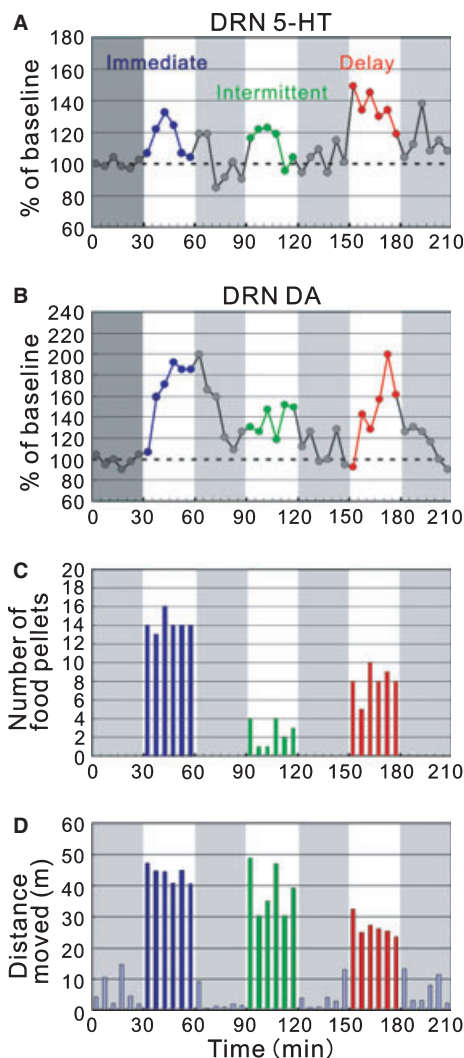 A DRN 5-HT
180
160
140
120
100
80
60
% of baseline
Immediate
Intermittent
Delay
0 30 60 90 120 150 180 210
B DRN DA
240
220
200
180
160
140
120
100
80
60
% of baseline
0 30 60 90 120 150 180 210
C
20
18
16
14
12
10
8
6
4
2
0
Number of
food pellets
0 30 60 90 120 150 180 210
D
60
50
40
30
20
10
0
Distance
moved (m)
0 30 60 90 120 150 180 210
Time (min)